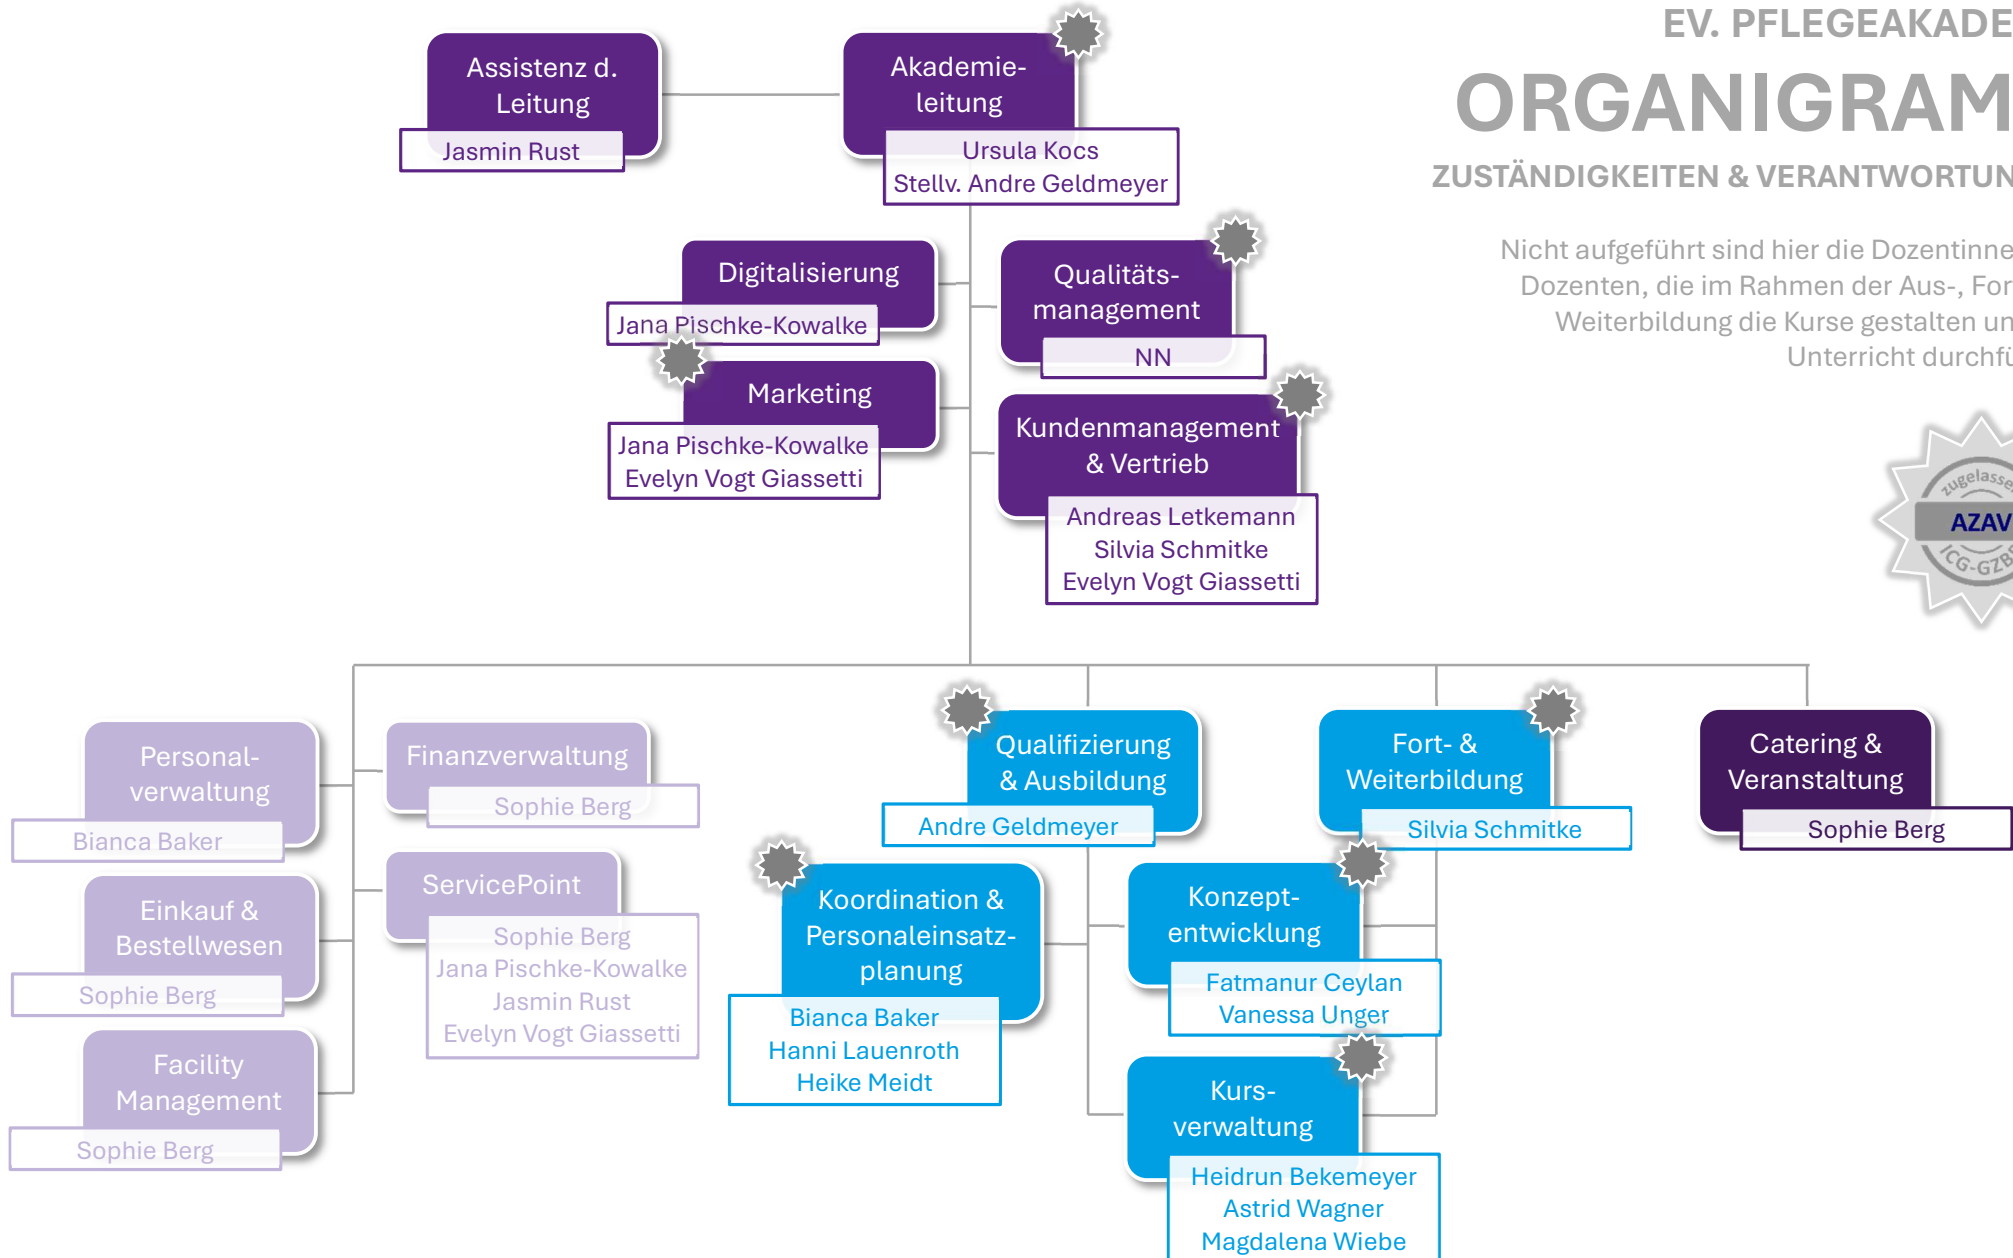 EV. PFLEGEAKADE
ORGANIGRAM
ZUSTÄNDIGKEITEN & VERANTWORTUN
Nicht aufgeführt sind hier die Dozentinne
Dozenten, die im Rahmen der Aus-, For
Weiterbildung die Kurse gestalten un
Unterricht durchfü
zugelasse
AZAV
ICG-GZB
Assistenz d.
Leitung
Jasmin Rust
Akademie-
leitung
Ursula Kocs
Stellv. Andre Geldmeyer
Digitalisierung
Jana Pischke-Kowalke
Qualitäts-
management
NN
Marketing
Jana Pischke-Kowalke
Evelyn Vogt Giassetti
Kundenmanagement
& Vertrieb
Andreas Letkemann
Silvia Schmitke
Evelyn Vogt Giassetti
Personal-
verwaltung
Bianca Baker
Finanzverwaltung
Sophie Berg
Einkauf &
Bestellwesen
Sophie Berg
ServicePoint
Sophie Berg
Jana Pischke-Kowalke
Jasmin Rust
Evelyn Vogt Giassetti
Facility
Management
Sophie Berg
Qualifizierung
& Ausbildung
Andre Geldmeyer
Fort- &
Weiterbildung
Silvia Schmitke
Catering &
Veranstaltung
Sophie Berg
Koordination &
Personaleinsatz-
planung
Bianca Baker
Hanni Lauenroth
Heike Meidt
Konzept-
entwicklung
Fatmanur Ceylan
Vanessa Unger
Kurs-
verwaltung
Heidrun Bekemeyer
Astrid Wagner
Magdalena Wiebe